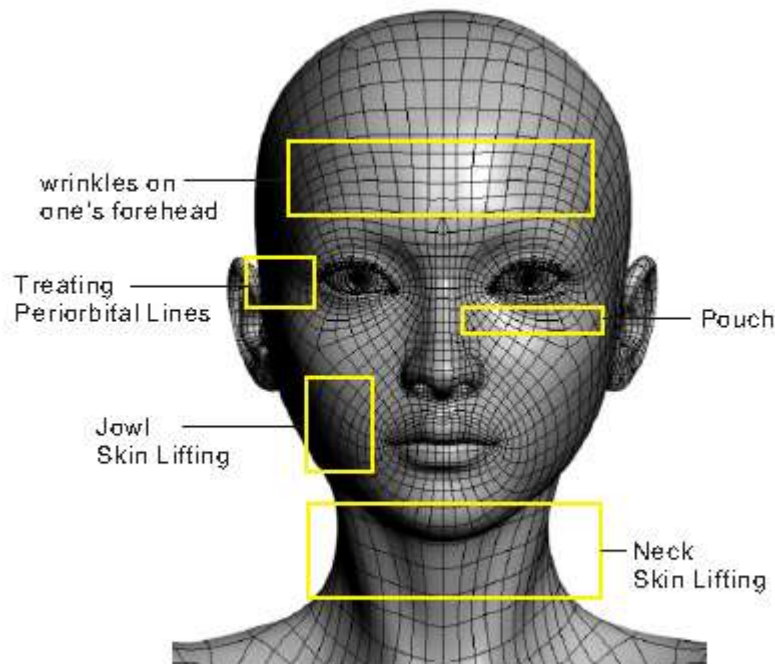 wrinkles on
one's forehead
Treating
Periorbital Lines
Pouch
Jowl
Skin Lifting
Neck
Skin Lifting